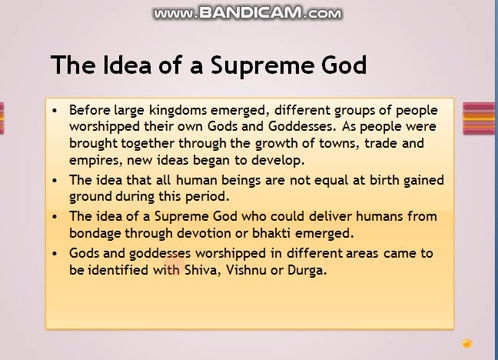 www.BANDICAM.com
The Idea of a Supreme God
• Before large kingdoms emerged, different groups of people
worshipped their own Gods and Goddesses. As people were
brought together through the growth of towns, trade and
empires, new ideas began to develop.
• The idea that all human beings are not equal at birth gained
ground during this period.
• The idea of a Supreme God who could deliver humans from
bondage through devotion or bhakti emerged.
• Gods and goddesses worshipped in different areas came to
be identified with Shiva, Vishnu or Durga.